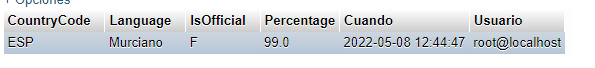 Opciones
CountryCode Language IsOfficial Percentage Cuando Usuario
ESP Murciano F 99.0 2022-05-08 12:44:47 root@localhost